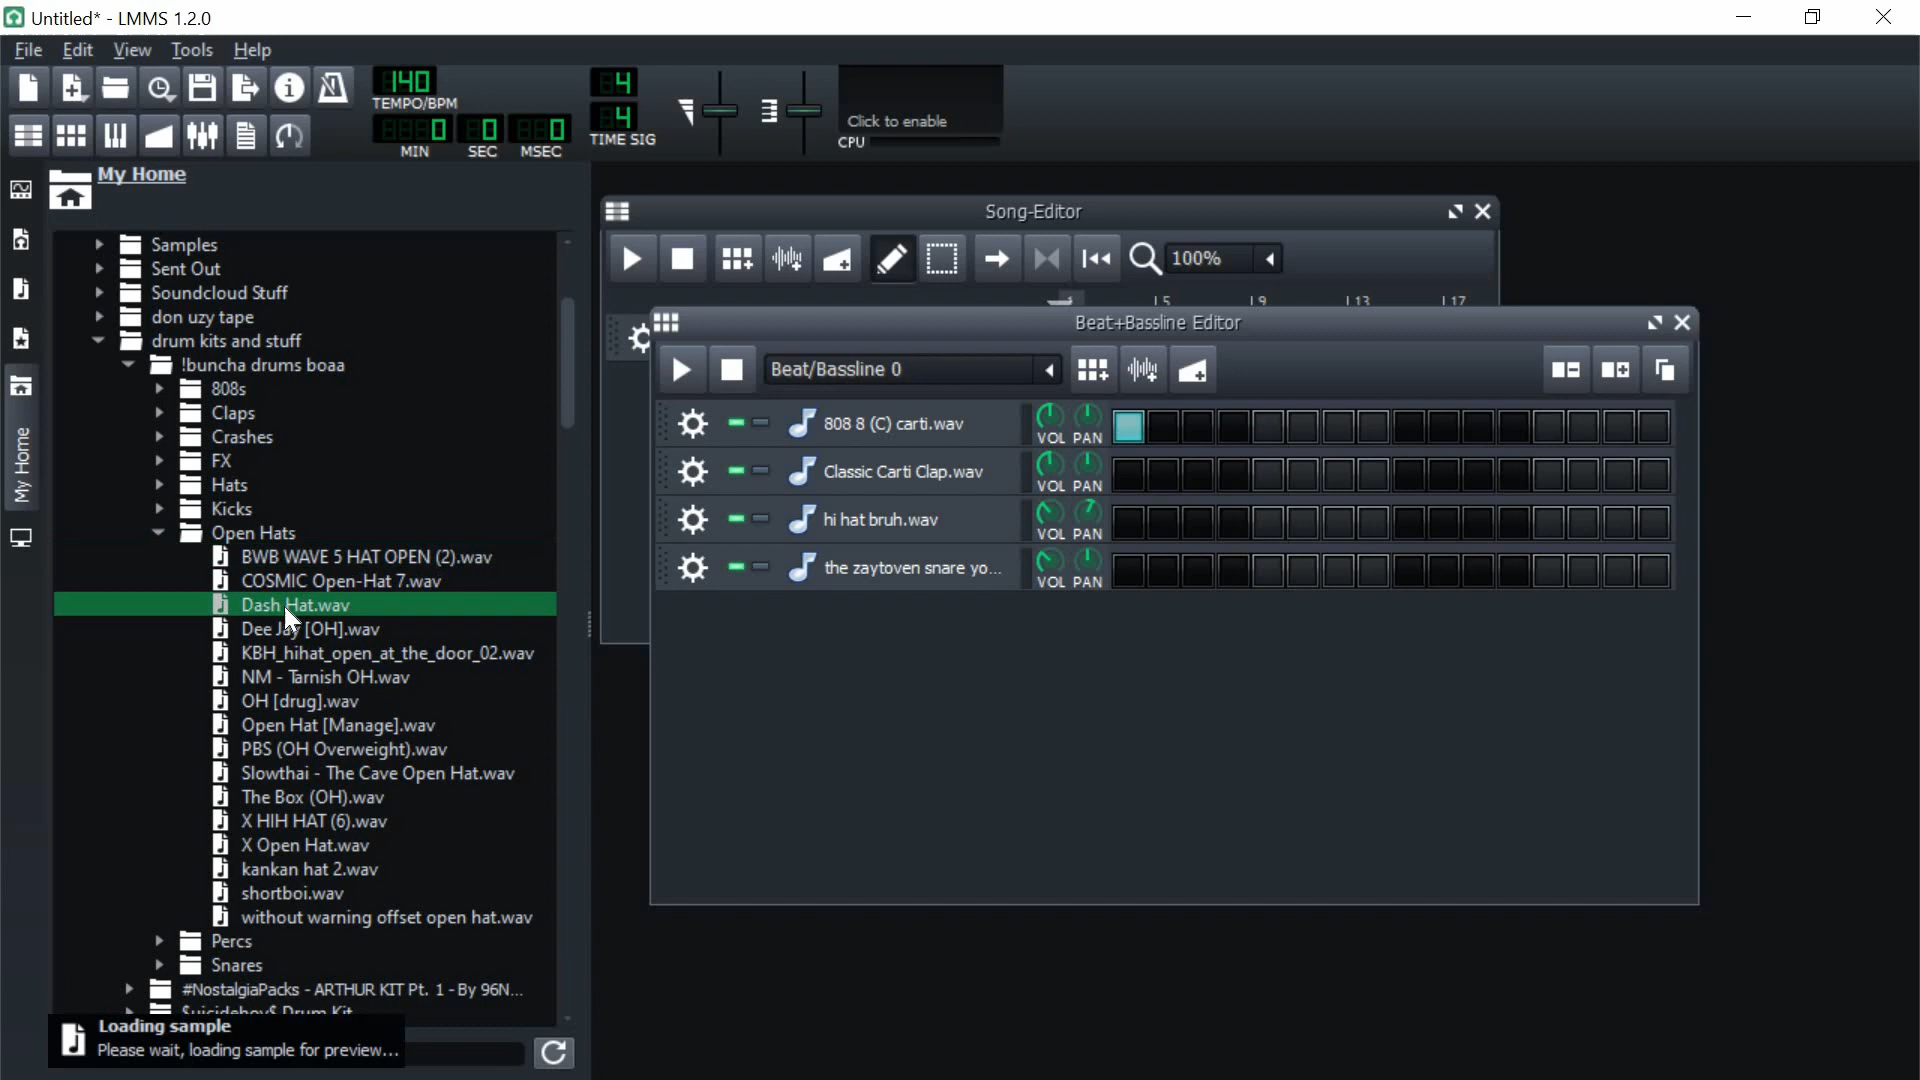 Untitled* - LMMS 1.2.0
File Edit View Tools Help
140
TEMPO/BPM
4
4
TIME SIG
0 0 0
MIN SEC MSEC
Click to enable
CPU
My Home
My Home
Samples
Sent Out
Soundcloud Stuff
don uzy tape
drum kits and stuff
!buncha drums boaa
808s
Claps
Crashes
FX
Hats
Kicks
Open Hats
BWB WAVE 5 HAT OPEN (2).wav
COSMIC Open-Hat 7.wav
Dash Hat.wav
Dee Jay [OH].wav
KBH_hihat_open_at_the_door_02.wav
NM - Tarnish OH.wav
OH [drug].wav
Open Hat [Manage].wav
PBS (OH Overweight).wav
Slowthai - The Cave Open Hat.wav
The Box (OH).wav
X HIH HAT (6).wav
X Open Hat.wav
kankan hat 2.wav
shortboi.wav
without warning offset open hat.wav
Percs
Snares
#NostalgiaPacks - ARTHUR KIT Pt. 1 - By 96N...
$uicideboy$ Drum Kit
Loading sample
Please wait, loading sample for preview...
Song-Editor
100%
1 5 9 13 17
Beat+Bassline Editor
Beat/Bassline 0
808 8 (C) carti.wav VOL PAN
Classic Carti Clap.wav VOL PAN
hi hat bruh.wav VOL PAN
the zaytoven snare yo... VOL PAN